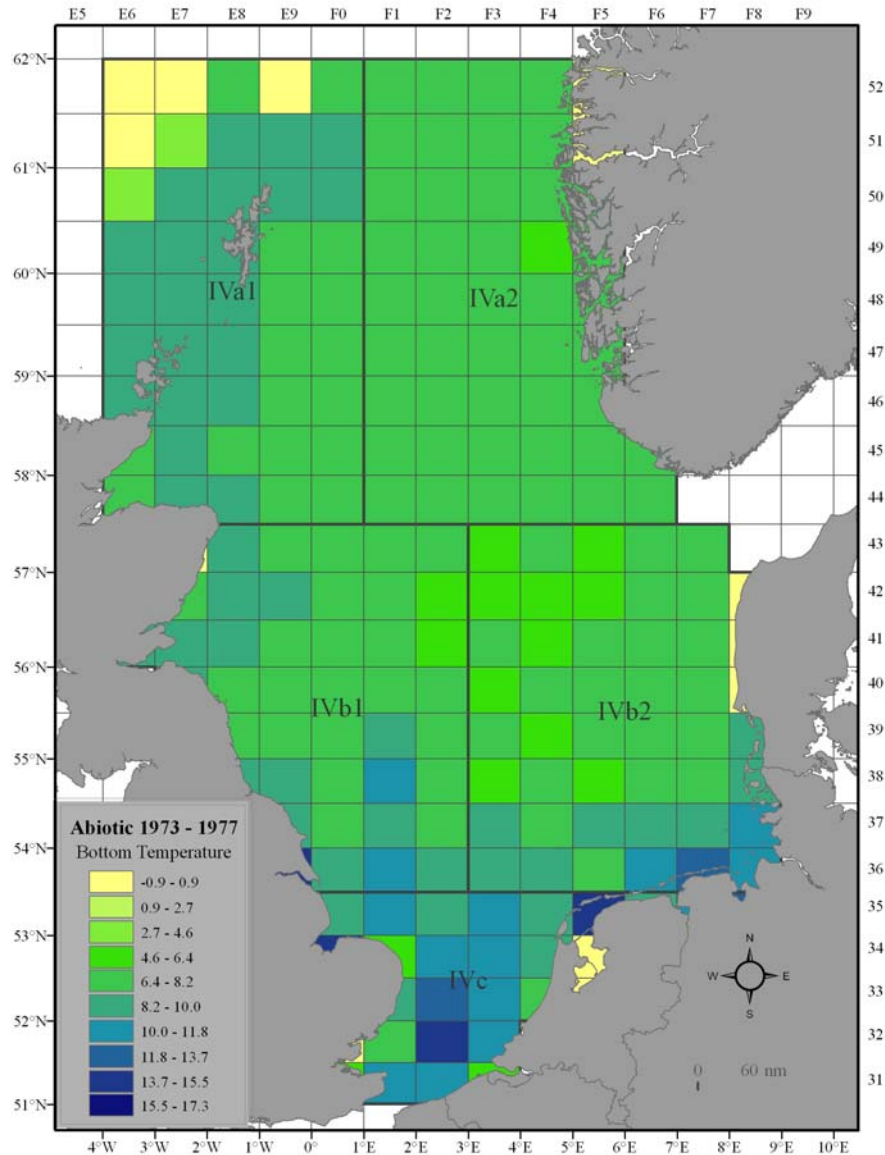 E5 E6 E7 E8 E9 F0 F1 F2 F3 F4 F5 F6 F7 F8 F9
62°N
52
51
61°N
50
60°N
49
IVa1 IVa2
48
47
59°N
46
45
58°N
44
43
57°N
42
41
56°N
40
IVb1 IVb2
39
55°N
38
37
54°N
36
35
53°N
34
IVc
33
52°N
32
31
51°N
Abiotic 1973 - 1977
Bottom Temperature
-0.9 - 0.9
0.9 - 2.7
2.7 - 4.6
4.6 - 6.4
6.4 - 8.2
8.2 - 10.0
10.0 - 11.8
11.8 - 13.7
13.7 - 15.5
15.5 - 17.3
N
W E
S
0 60 nm
4°W 3°W 2°W 1°W 0° 1°E 2°E 3°E 4°E 5°E 6°E 7°E 8°E 9°E 10°E